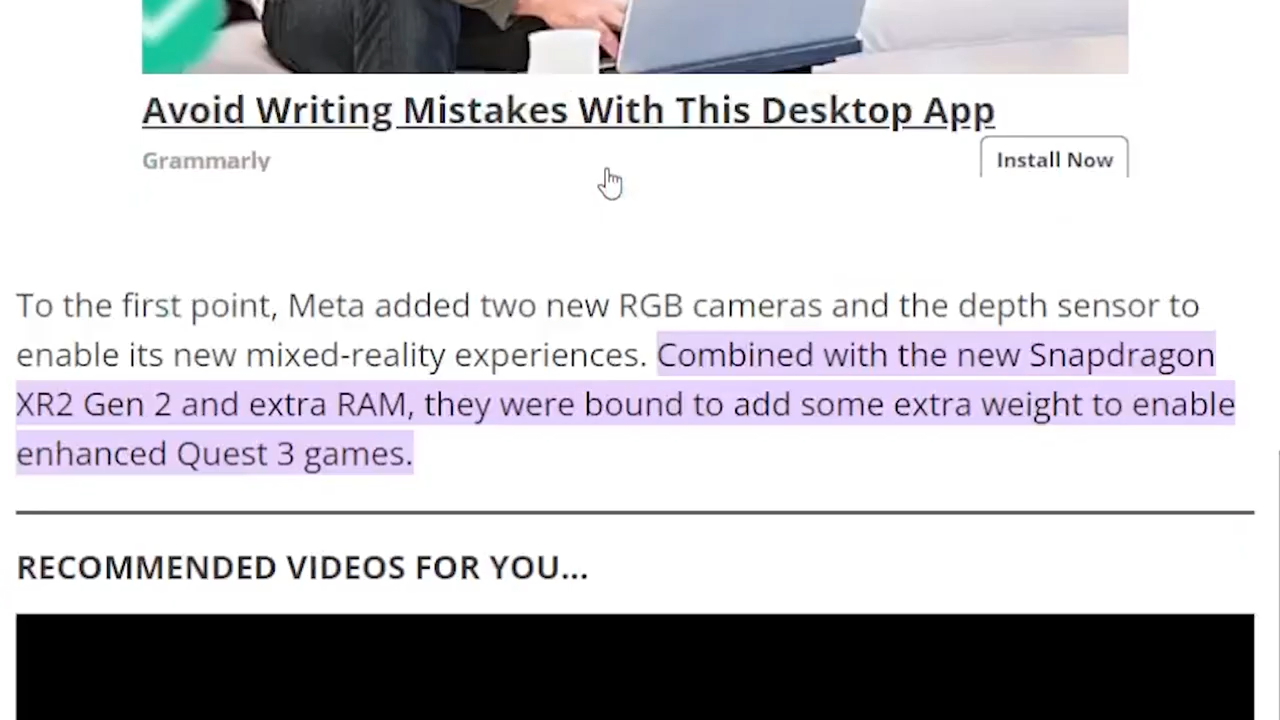 Avoid Writing Mistakes With This Desktop App
Grammarly
Install Now
To the first point, Meta added two new RGB cameras and the depth sensor to
enable its new mixed-reality experiences. Combined with the new Snapdragon
XR2 Gen 2 and extra RAM, they were bound to add some extra weight to enable
enhanced Quest 3 games.
RECOMMENDED VIDEOS FOR YOU...